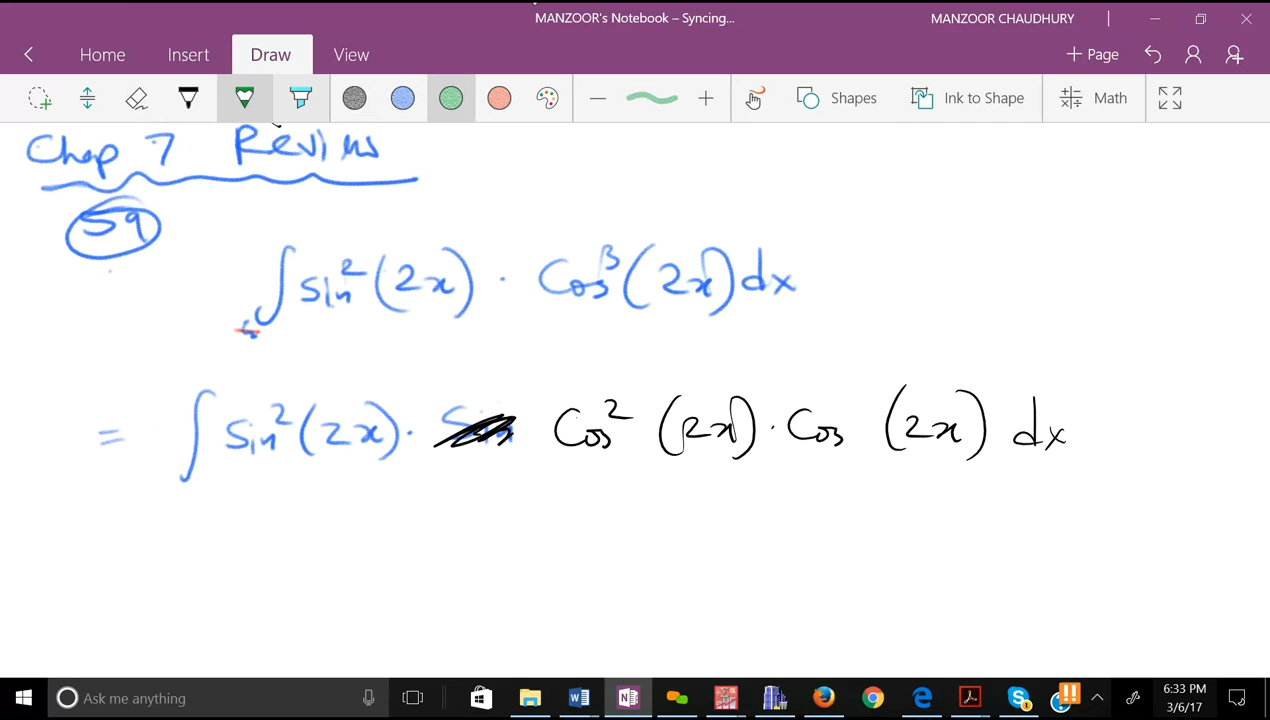 MANZOOR's Notebook – Syncing...
MANZOOR CHAUDHURY
Home Insert Draw View
Page
Shapes Ink to Shape Math
Chap 7 Review
59
∫ Sin²(2x) · Cos³(2x) dx
= ∫ Sin²(2x) · Cos² (2x) · Cos (2x) dx
Ask me anything
6:33 PM
3/6/17